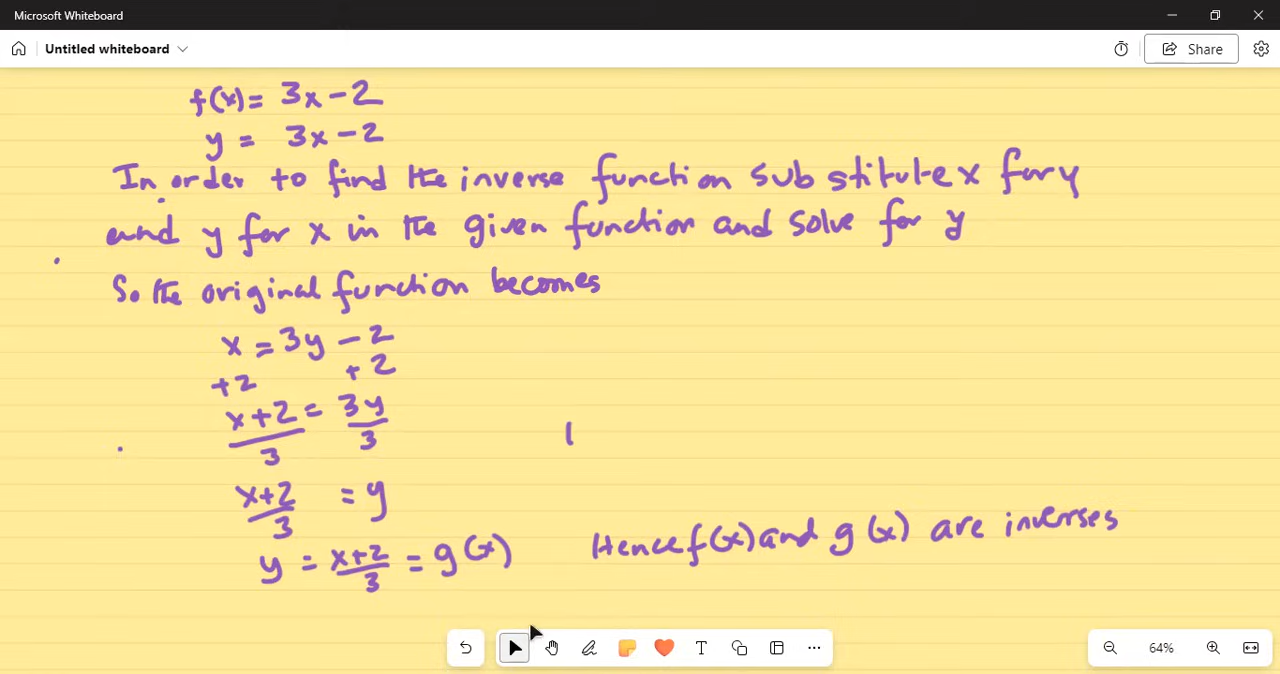 Microsoft Whiteboard
Untitled whiteboard
Share
f(x) = 3x - 2
y = 3x - 2
In order to find the inverse function substitute x for y
and y for x in the given function and solve for y
So the original function becomes
x = 3y - 2
+2 +2
x+2 = 3y
3 3
x+2 = y
3
y = x+2 = g(x) Hence f(x) and g(x) are inverses
3
64%